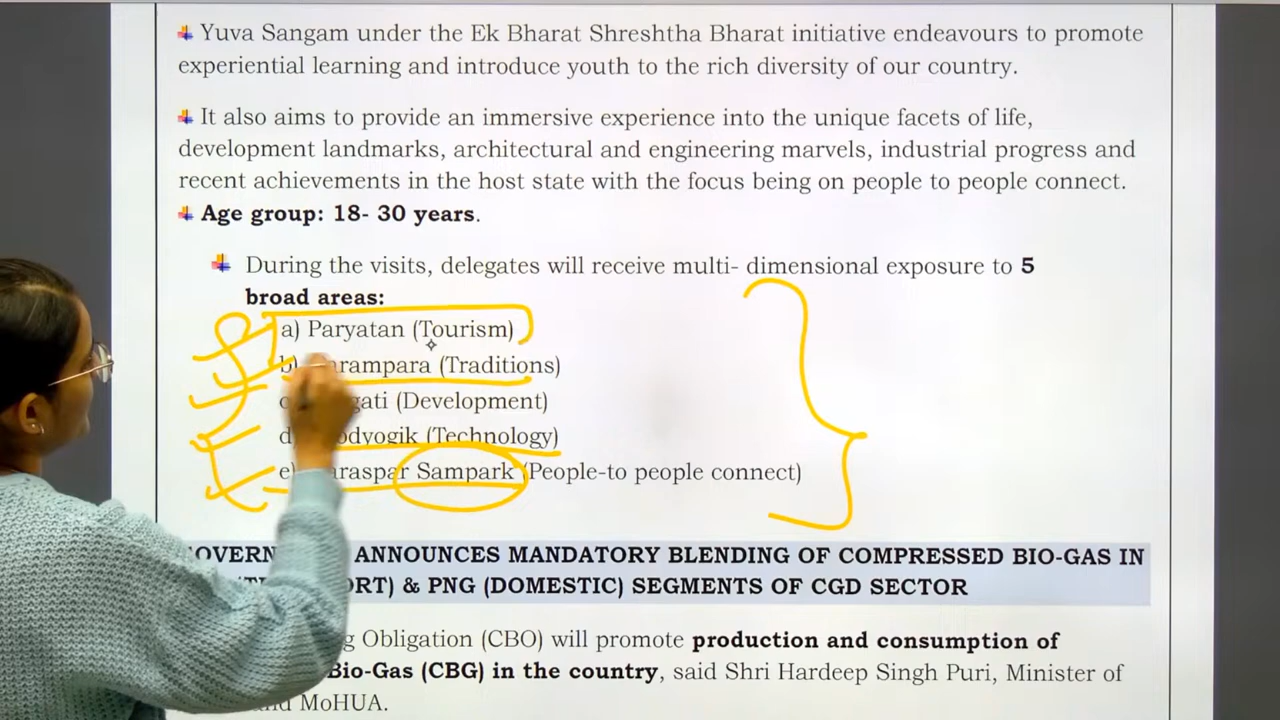 Yuva Sangam under the Ek Bharat Shreshtha Bharat initiative endeavours to promote
experiential learning and introduce youth to the rich diversity of our country.
It also aims to provide an immersive experience into the unique facets of life,
development landmarks, architectural and engineering marvels, industrial progress and
recent achievements in the host state with the focus being on people to people connect.
Age group: 18- 30 years.
During the visits, delegates will receive multi- dimensional exposure to 5
broad areas:
a) Paryatan (Tourism)
b) arampara (Traditions)
gati (Development)
d) odyogik (Technology)
e) araspar Sampark (People-to people connect)
OVERN ANNOUNCES MANDATORY BLENDING OF COMPRESSED BIO-GAS IN
ORT) & PNG (DOMESTIC) SEGMENTS OF CGD SECTOR
g Obligation (CBO) will promote production and consumption of
Bio-Gas (CBG) in the country, said Shri Hardeep Singh Puri, Minister of
MoHUA.